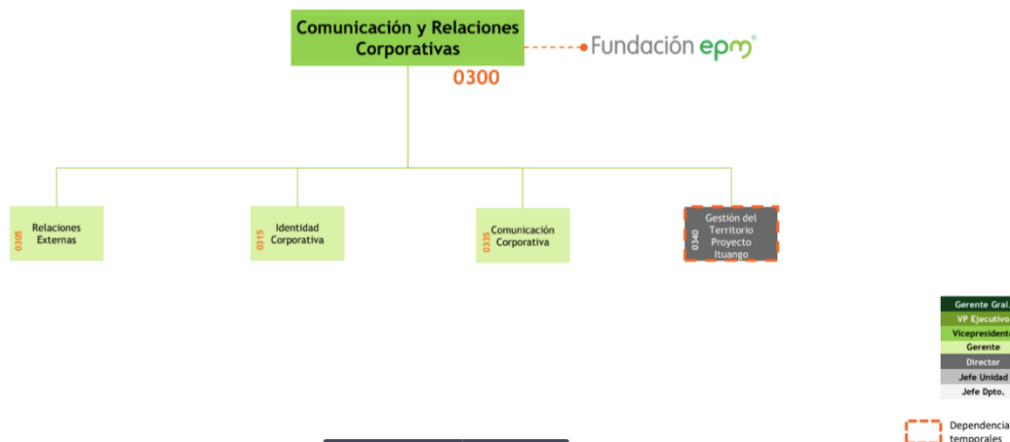 Comunicación y Relaciones
Corporativas
Fundación epm®
0300
0305
Relaciones
Externas
0315
Identidad
Corporativa
0335
Comunicación
Corporativa
0340
Gestión del
Territorio
Proyecto
Ituango
Gerente Gral.
VP Ejecutivo
Vicepresidente
Gerente
Director
Jefe Unidad
Jefe Dpto.
Dependencia
temporales